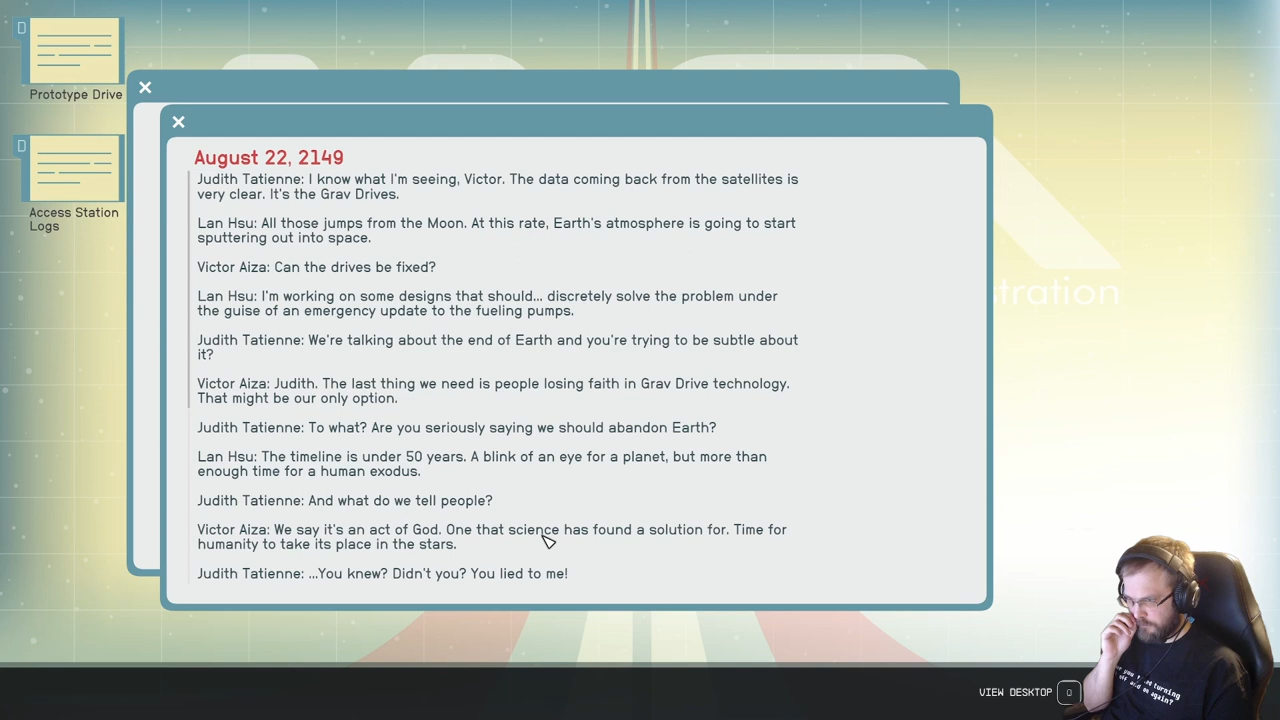 Prototype Drive
Access Station
Logs
August 22, 2149
Judith Tatienne: I know what I'm seeing, Victor. The data coming back from the satellites is
very clear. It's the Grav Drives.
Lan Hsu: All those jumps from the Moon. At this rate, Earth's atmosphere is going to start
sputtering out into space.
Victor Aiza: Can the drives be fixed?
Lan Hsu: I'm working on some designs that should... discretely solve the problem under
the guise of an emergency update to the fueling pumps.
Judith Tatienne: We're talking about the end of Earth and you're trying to be subtle about
it?
Victor Aiza: Judith. The last thing we need is people losing faith in Grav Drive technology.
That might be our only option.
Judith Tatienne: To what? Are you seriously saying we should abandon Earth?
Lan Hsu: The timeline is under 50 years. A blink of an eye for a planet, but more than
enough time for a human exodus.
Judith Tatienne: And what do we tell people?
Victor Aiza: We say it's an act of God. One that science has found a solution for. Time for
humanity to take its place in the stars.
Judith Tatienne: ...You knew? Didn't you? You lied to me!
stration
VIEW DESKTOP Q
turning
off and on again?